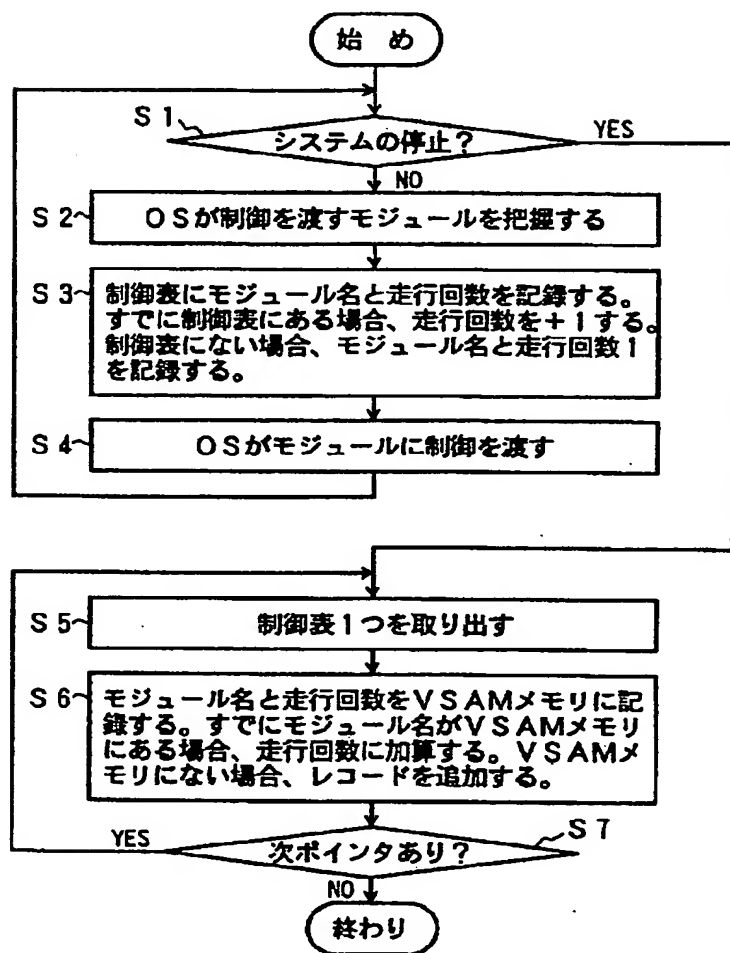 始 め
S1
システムの停止?
YES
NO
S2
OSが制御を渡すモジュールを把握する
S3
制御表にモジュール名と走行回数を記録する。
すでに制御表にある場合、走行回数を+1する。
制御表にない場合、モジュール名と走行回数1
を記録する。
S4
OSがモジュールに制御を渡す
S5
制御表1つを取り出す
S6
モジュール名と走行回数をVSAMメモリに記
録する。すでにモジュール名がVSAMメモリ
にある場合、走行回数に加算する。VSAMメ
モリにない場合、レコードを追加する。
S7
YES
次ポインタあり?
NO
終わり